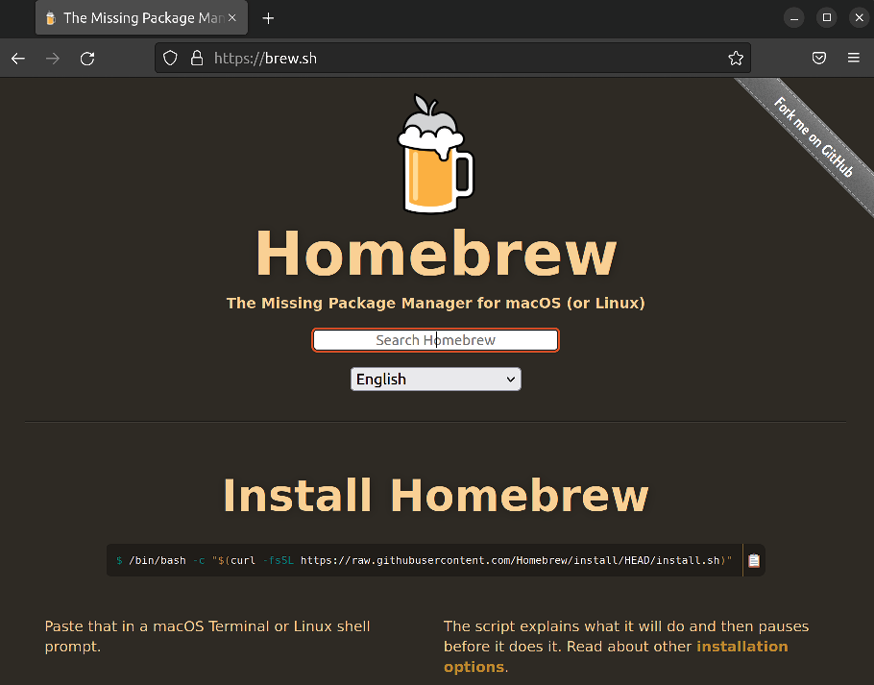 The Missing Package Man
https://brew.sh
Fork me on GitHub
Homebrew
The Missing Package Manager for macOS (or Linux)
Search Homebrew
English
Install Homebrew
$ /bin/bash -c "$(curl -fsSL https://raw.githubusercontent.com/Homebrew/install/HEAD/install.sh)"
Paste that in a macOS Terminal or Linux shell
prompt.
The script explains what it will do and then pauses
before it does it. Read about other installation
options.